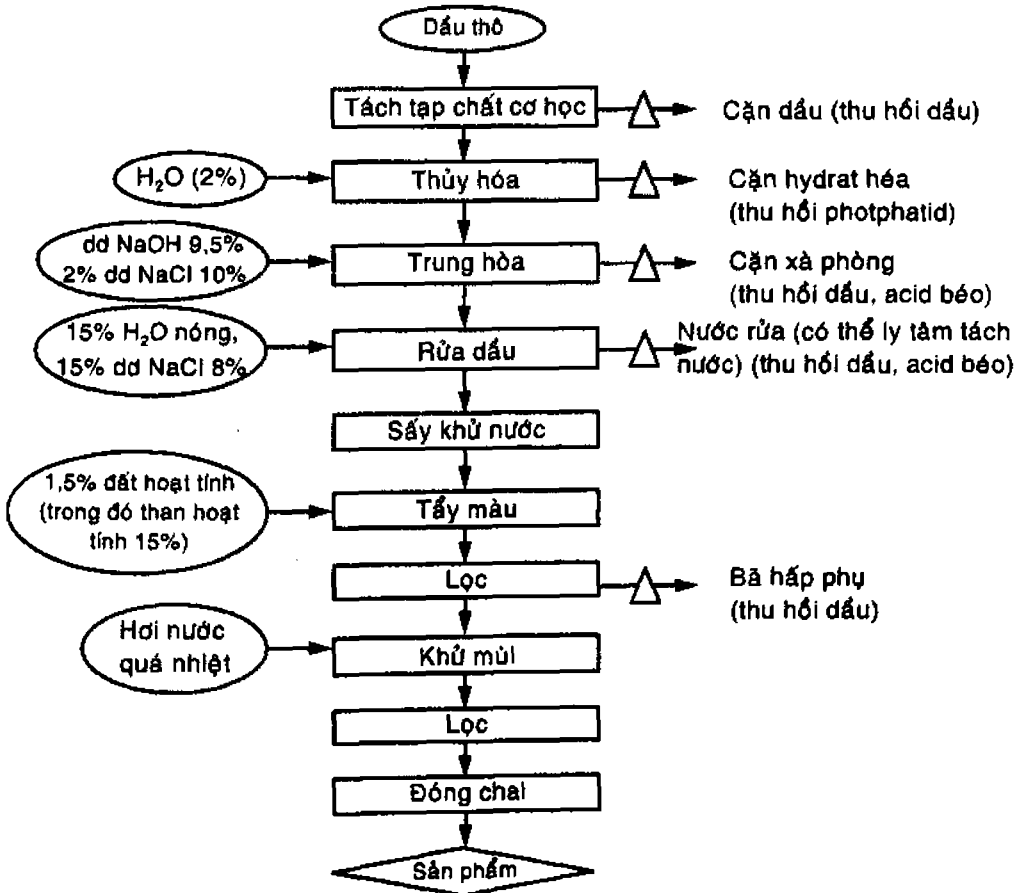 Dầu thô
Tách tạp chất cơ học
Cặn dầu (thu hồi dầu)
H₂O (2%)
Thủy hóa
Cặn hydrat héa
(thu hồi photphatid)
dd NaOH 9,5%
2% dd NaCl 10%
Trung hòa
Cặn xà phòng
(thu hồi dầu, acid béo)
15% H₂O nóng,
15% dd NaCl 8%
Rửa dầu
Nước rửa (có thể ly tâm tách
nước) (thu hồi dầu, acid béo)
Sấy khử nước
1,5% đất hoạt tính
(trong đó than hoạt
tính 15%)
Tẩy màu
Lọc
Bã hấp phụ
(thu hồi dầu)
Hơi nước
quá nhiệt
Khử mùi
Lọc
Đóng chai
Sản phẩm